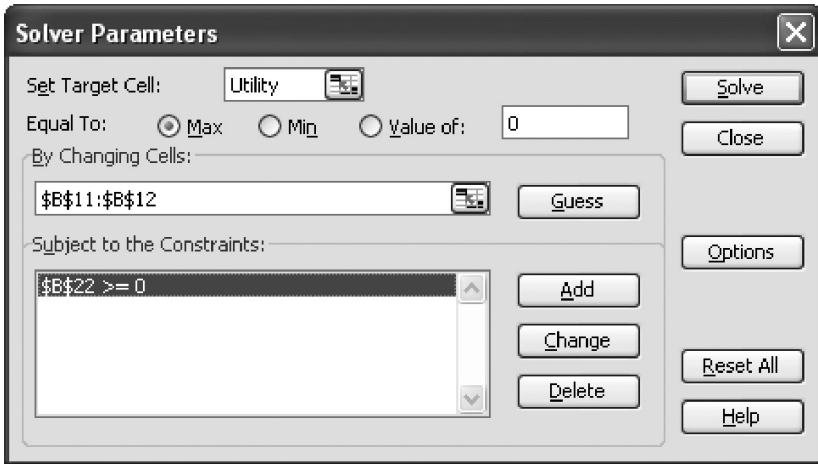 Solver Parameters
Set Target Cell: Utility
Solve
Equal To: Max Min Value of: 0
Close
By Changing Cells:
$B$11:$B$12
Guess
Subject to the Constraints:
Options
$B$22 >= 0
Add
Change
Reset All
Delete
Help